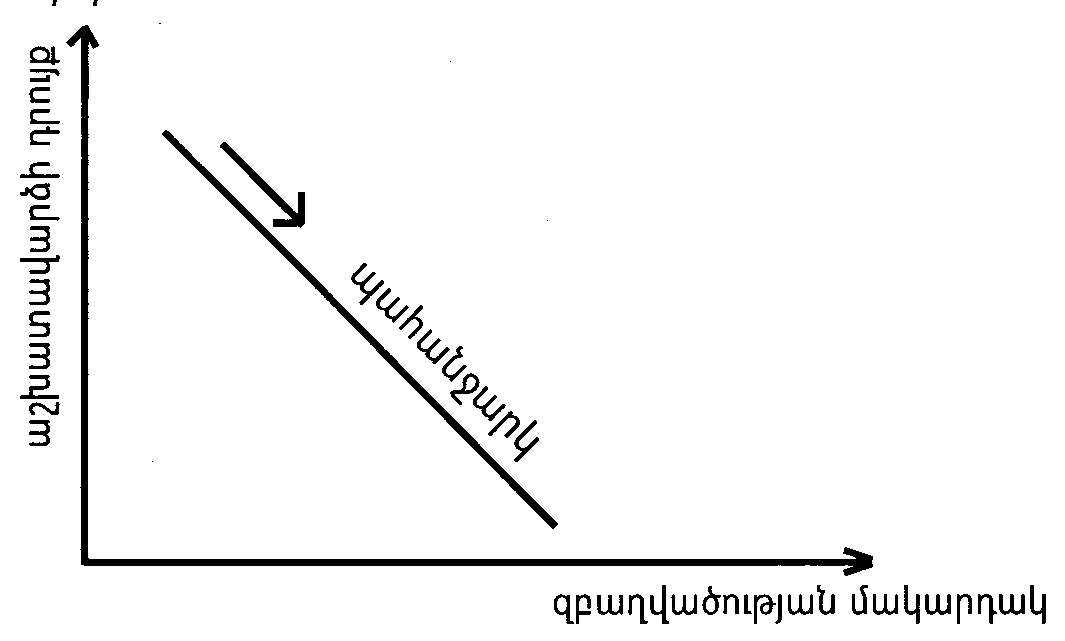 աշխատավարձի դրույք
պահանջարկ
զբաղվածության մակարդակ